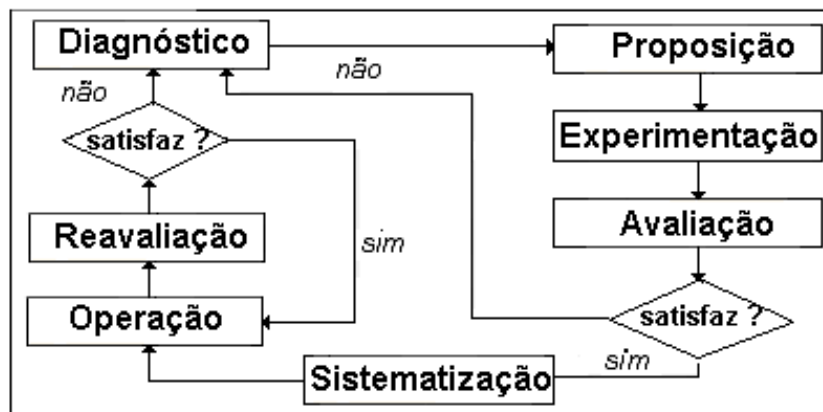 Diagnóstico
Proposição
não
não
satisfaz ?
Experimentação
Reavaliação
Avaliação
sim
Operação
satisfaz ?
Sistematização
sim